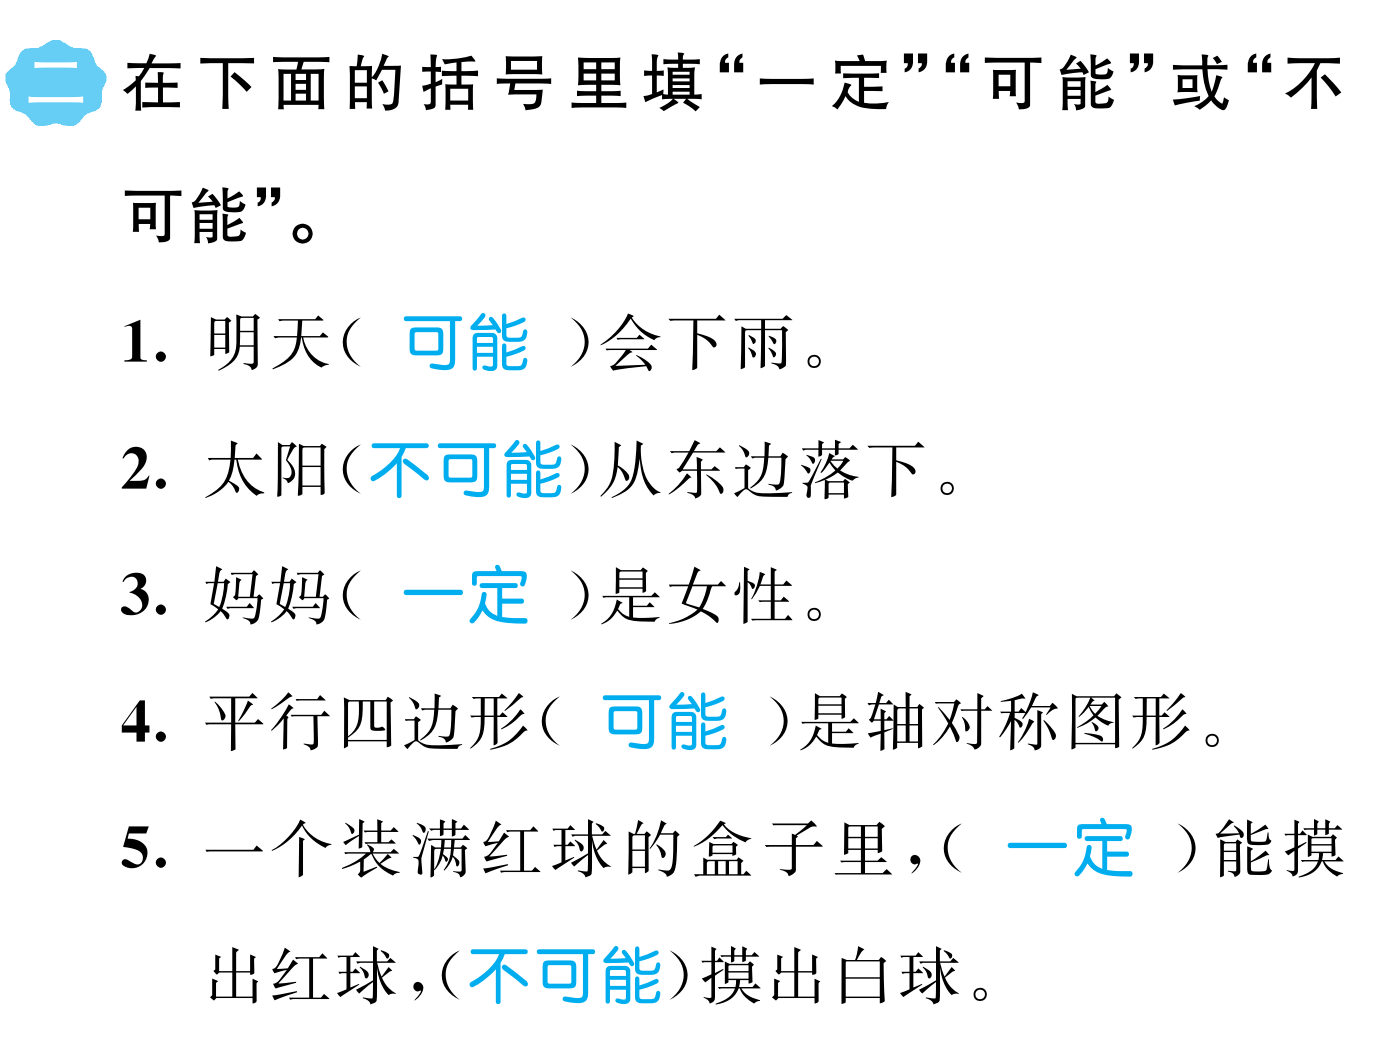 二 在下面的括号里填“一定”“可能”或“不
可能”。
1. 明天( 可能 )会下雨。
2. 太阳(不可能)从东边落下。
3. 妈妈( 一定 )是女性。
4. 平行四边形( 可能 )是轴对称图形。
5. 一个装满红球的盒子里,( 一定 )能摸
出红球,(不可能)摸出白球。